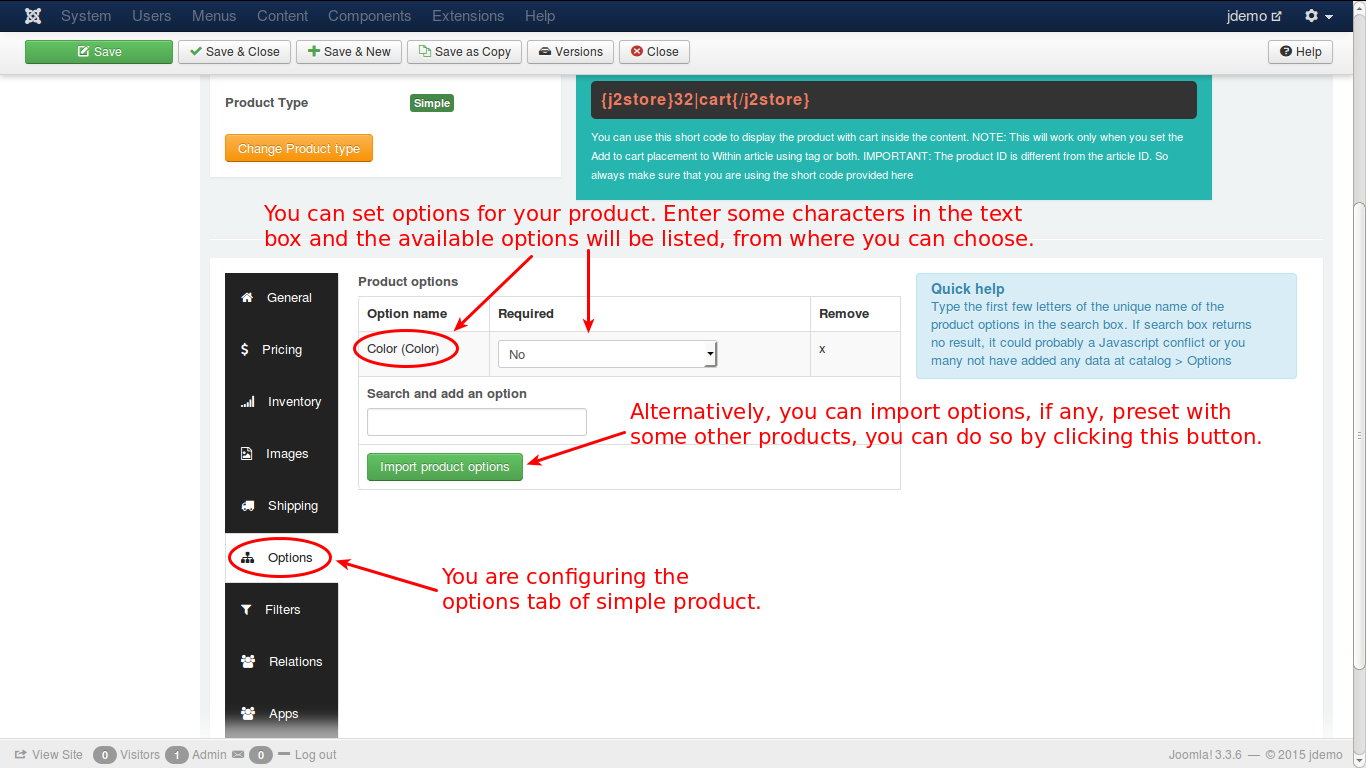 System Users Menus Content Components Extensions Help jdemo
Save Save & Close Save & New Save as Copy Versions Close Help
Product Type Simple
Change Product type
{j2store}32|cart{/j2store}
You can use this short code to display the product with cart inside the content. NOTE: This will work only when you set the
Add to cart placement to Within article using tag or both. IMPORTANT: The product ID is different from the article ID. So
always make sure that you are using the short code provided here
You can set options for your product. Enter some characters in the text
box and the available options will be listed, from where you can choose.
General
Pricing
Inventory
Images
Shipping
Options
Filters
Relations
Apps
Product options
Option name Required Remove
Color (Color) No x
Search and add an option
Import product options
Quick help
Type the first few letters of the unique name of the
product options in the search box. If search box returns
no result, it could probably a Javascript conflict or you
many not have added any data at catalog > Options
Alternatively, you can import options, if any, preset with
some other products, you can do so by clicking this button.
You are configuring the
options tab of simple product.
View Site 0 Visitors 1 Admin 0 Log out Joomla! 3.3.6 — © 2015 jdemo